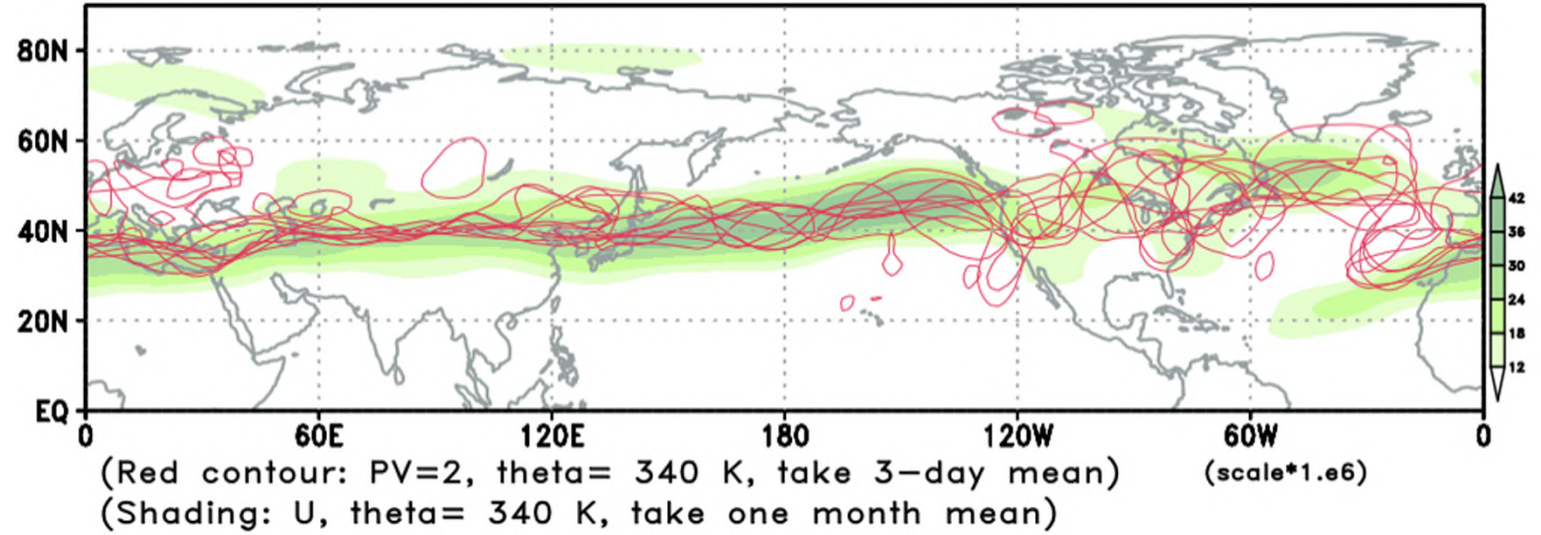 80N
60N
40N
20N
EQ
0 60E 120E 180 120W 60W 0
42
36
30
24
18
12
(Red contour: PV=2, theta= 340 K, take 3-day mean) (scale*1.e6)
(Shading: U, theta= 340 K, take one month mean)